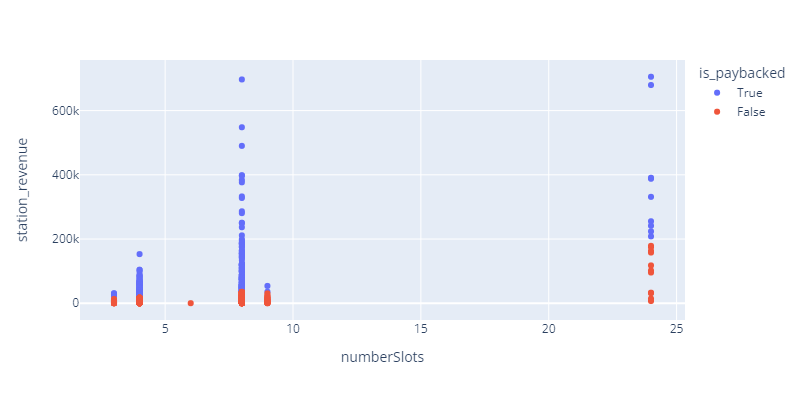 is_paybacked
True
False
600k
400k
200k
0
station_revenue
5
10
15
20
25
numberSlots